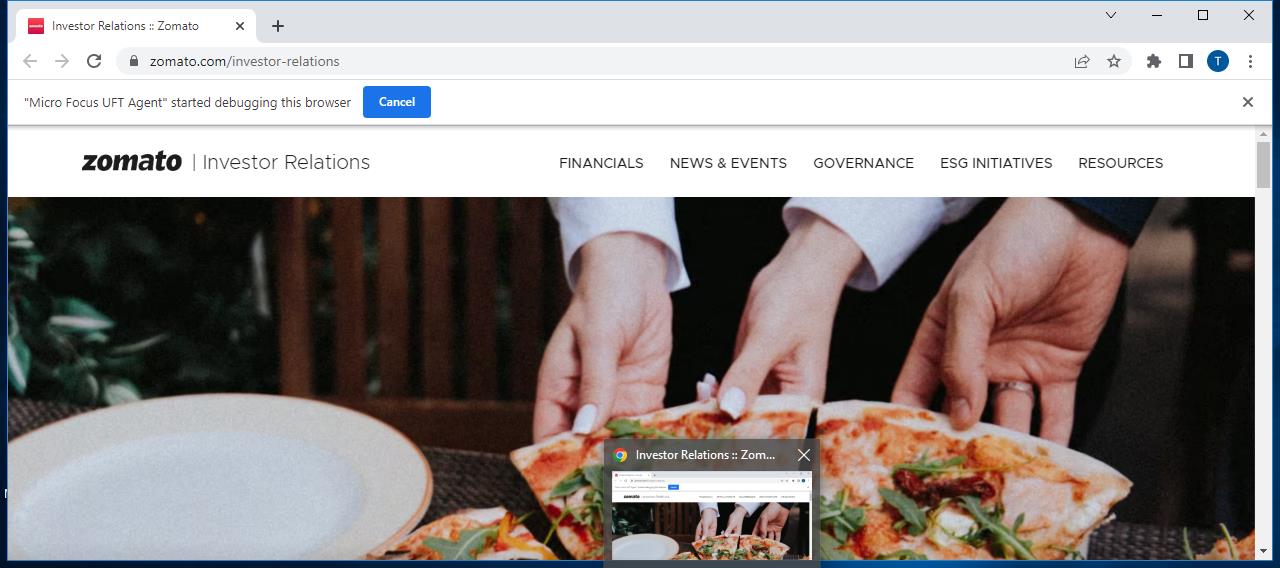 Investor Relations :: Zomato
zomato.com/investor-relations
T
"Micro Focus UFT Agent" started debugging this browser
Cancel
zomato | Investor Relations
FINANCIALS
NEWS & EVENTS
GOVERNANCE
ESG INITIATIVES
RESOURCES
Investor Relations :: Zom...
zomato